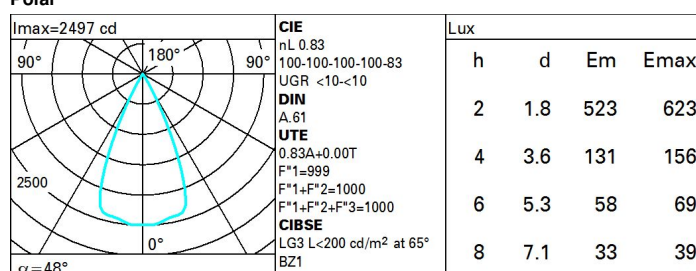 Polar
Imax=2497 cd
90° 180° 90°
2500
0°
α=48°
CIE
nL 0.83
100-100-100-100-83
UGR <10-<10
DIN
A.61
UTE
0.83A+0.00T
F"1=999
F"1+F"2=1000
F"1+F"2+F"3=1000
CIBSE
LG3 L<200 cd/m² at 65°
BZ1
Lux
h d Em Emax
2 1.8 523 623
4 3.6 131 156
6 5.3 58 69
8 7.1 33 39